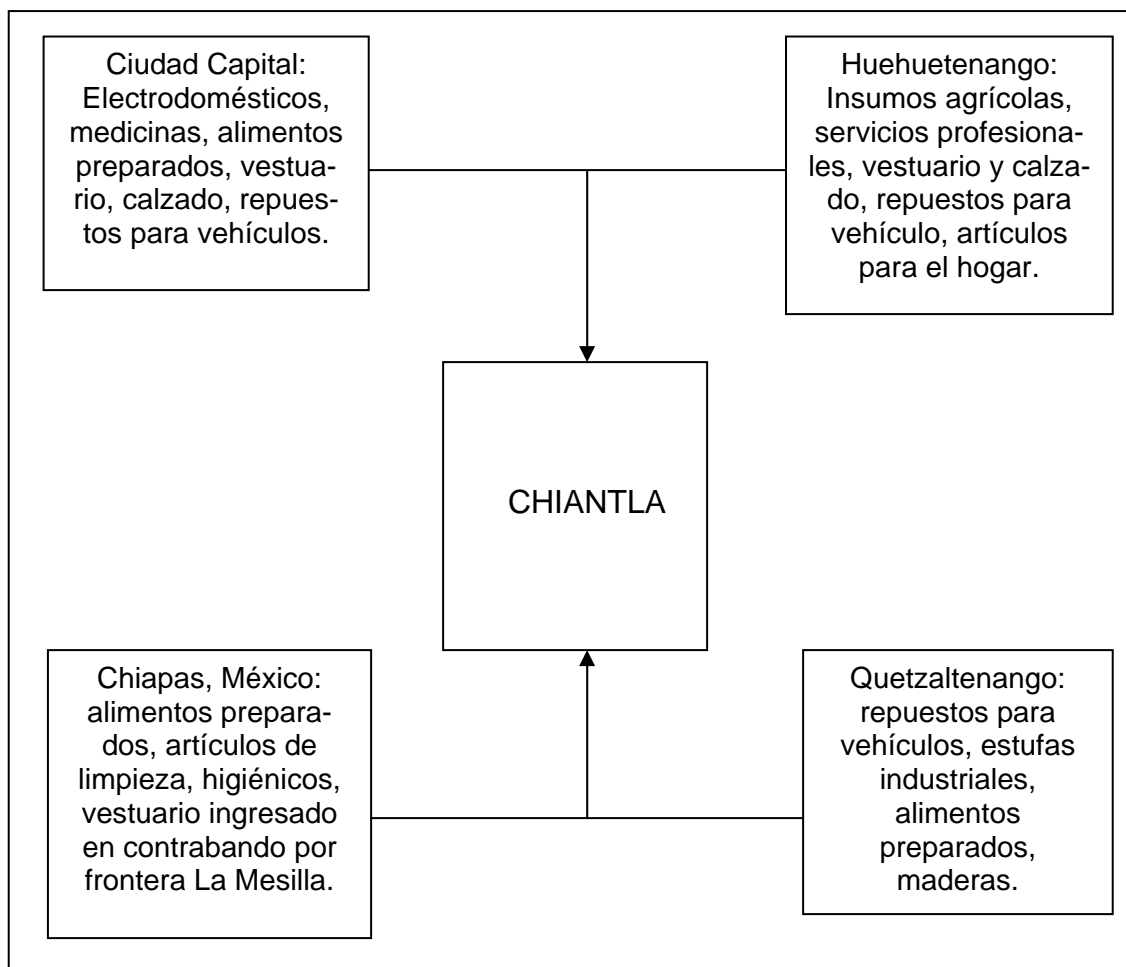 Ciudad Capital:
Electrodomésticos,
medicinas, alimentos
preparados, vestua-
rio, calzado, repues-
tos para vehículos.
Huehuetenango:
Insumos agrícolas,
servicios profesiona-
les, vestuario y calza-
do, repuestos para
vehículo, artículos
para el hogar.
CHIANTLA
Chiapas, México:
alimentos prepara-
dos, artículos de
limpieza, higiénicos,
vestuario ingresado
en contrabando por
frontera La Mesilla.
Quetzaltenango:
repuestos para
vehículos, estufas
industriales,
alimentos
preparados,
maderas.